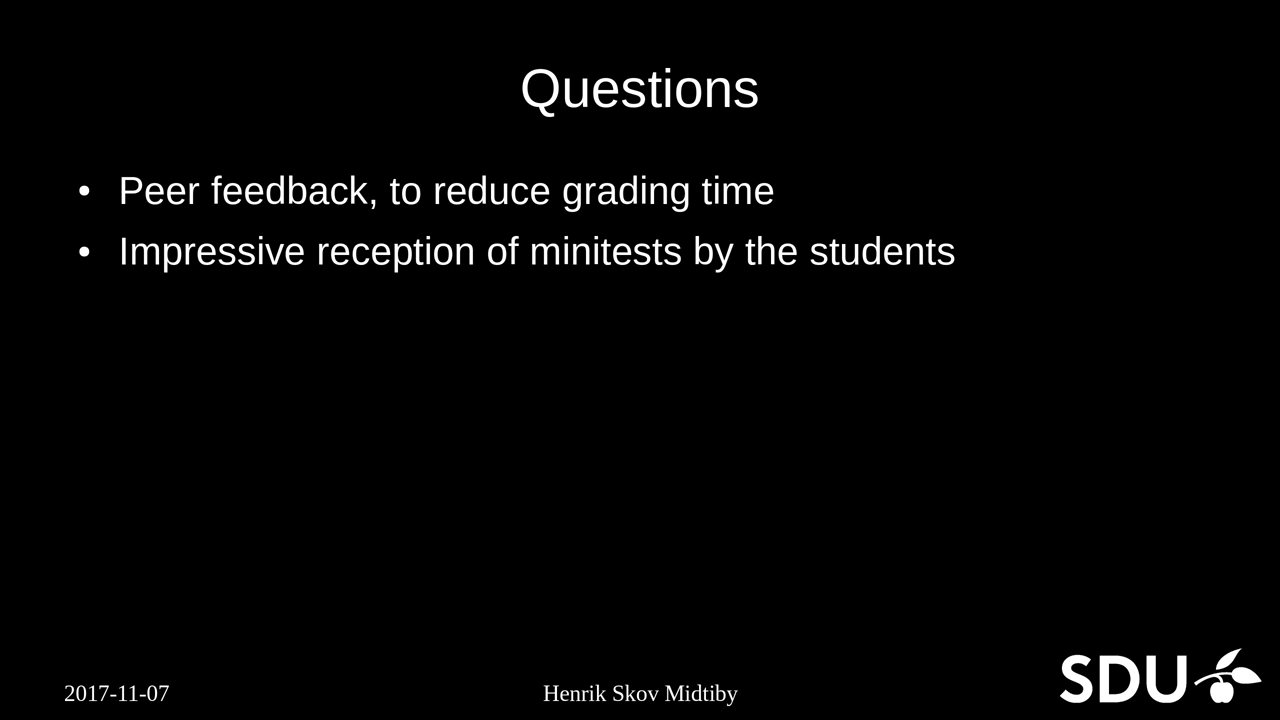 Questions
• Peer feedback, to reduce grading time
• Impressive reception of minitests by the students
2017-11-07
Henrik Skov Midtiby
SDU